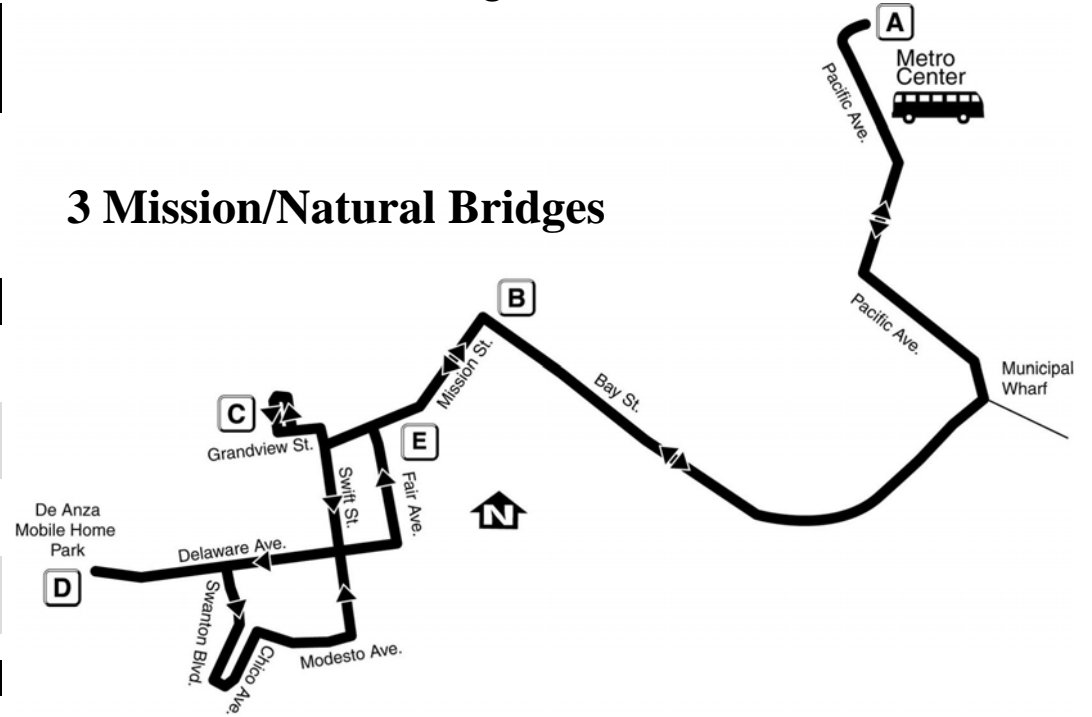 A
Metro
Center
Pacific Ave.
3 Mission/Natural Bridges
Pacific Ave.
B
Municipal
Wharf
Mission St.
Bay St.
C
E
Grandview St.
Swift St.
Fair Ave.
N
De Anza
Mobile Home
Park
D
Delaware Ave.
Swanton Blvd.
Chico Ave.
Modesto Ave.